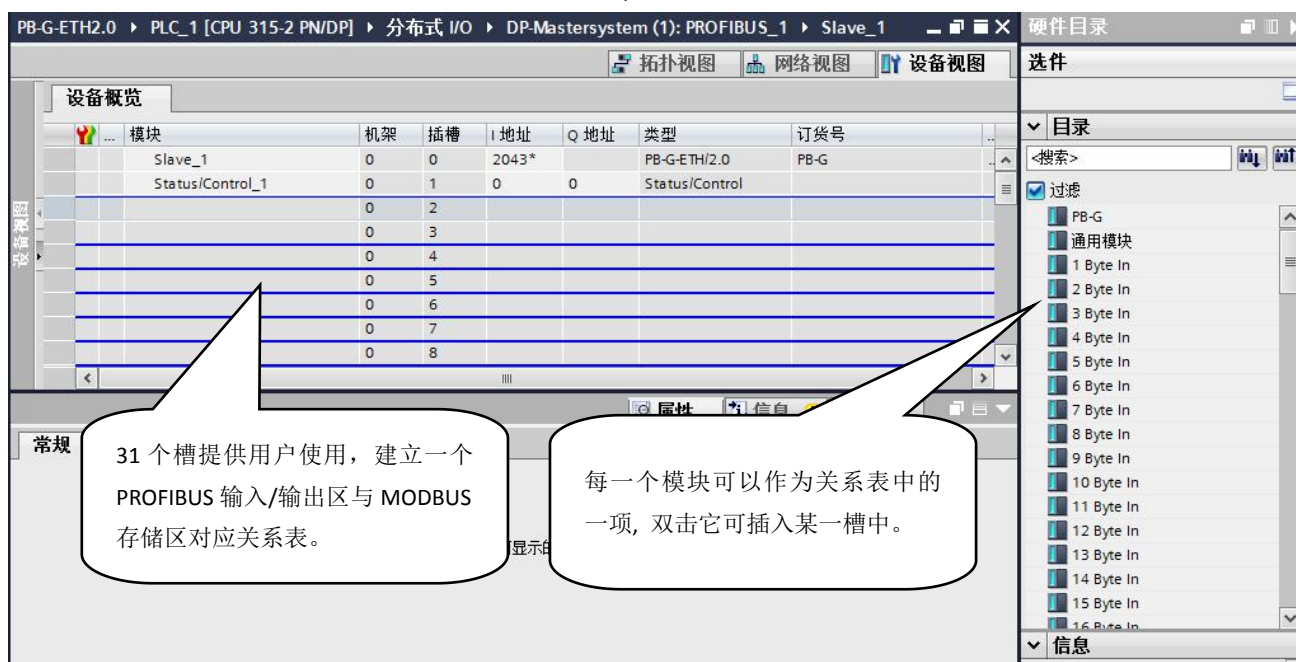 PB-G-ETH2.0 ▸ PLC_1 [CPU 315-2 PN/DP] ▸ 分布式 I/O ▸ DP-Mastersystem (1): PROFIBUS_1 ▸ Slave_1
拓扑视图 网络视图 设备视图
设备概览
... 模块 机架 插槽 I 地址 Q 地址 类型 订货号 ..
Slave_1 0 0 2043* PB-G-ETH/2.0 PB-G ..
Status/Control_1 0 1 0 0 Status/Control
0 2
0 3
0 4
0 5
0 6
0 7
0 8
设备视图
属性 信息
常规
31 个槽提供用户使用，建立一个
PROFIBUS 输入/输出区与 MODBUS
存储区对应关系表。
显示的
每一个模块可以作为关系表中的
一项, 双击它可插入某一槽中。
硬件目录
选件
目录
<搜索>
过滤
PB-G
通用模块
1 Byte In
2 Byte In
3 Byte In
4 Byte In
5 Byte In
6 Byte In
7 Byte In
8 Byte In
9 Byte In
10 Byte In
11 Byte In
12 Byte In
13 Byte In
14 Byte In
15 Byte In
16 Byte In
信息